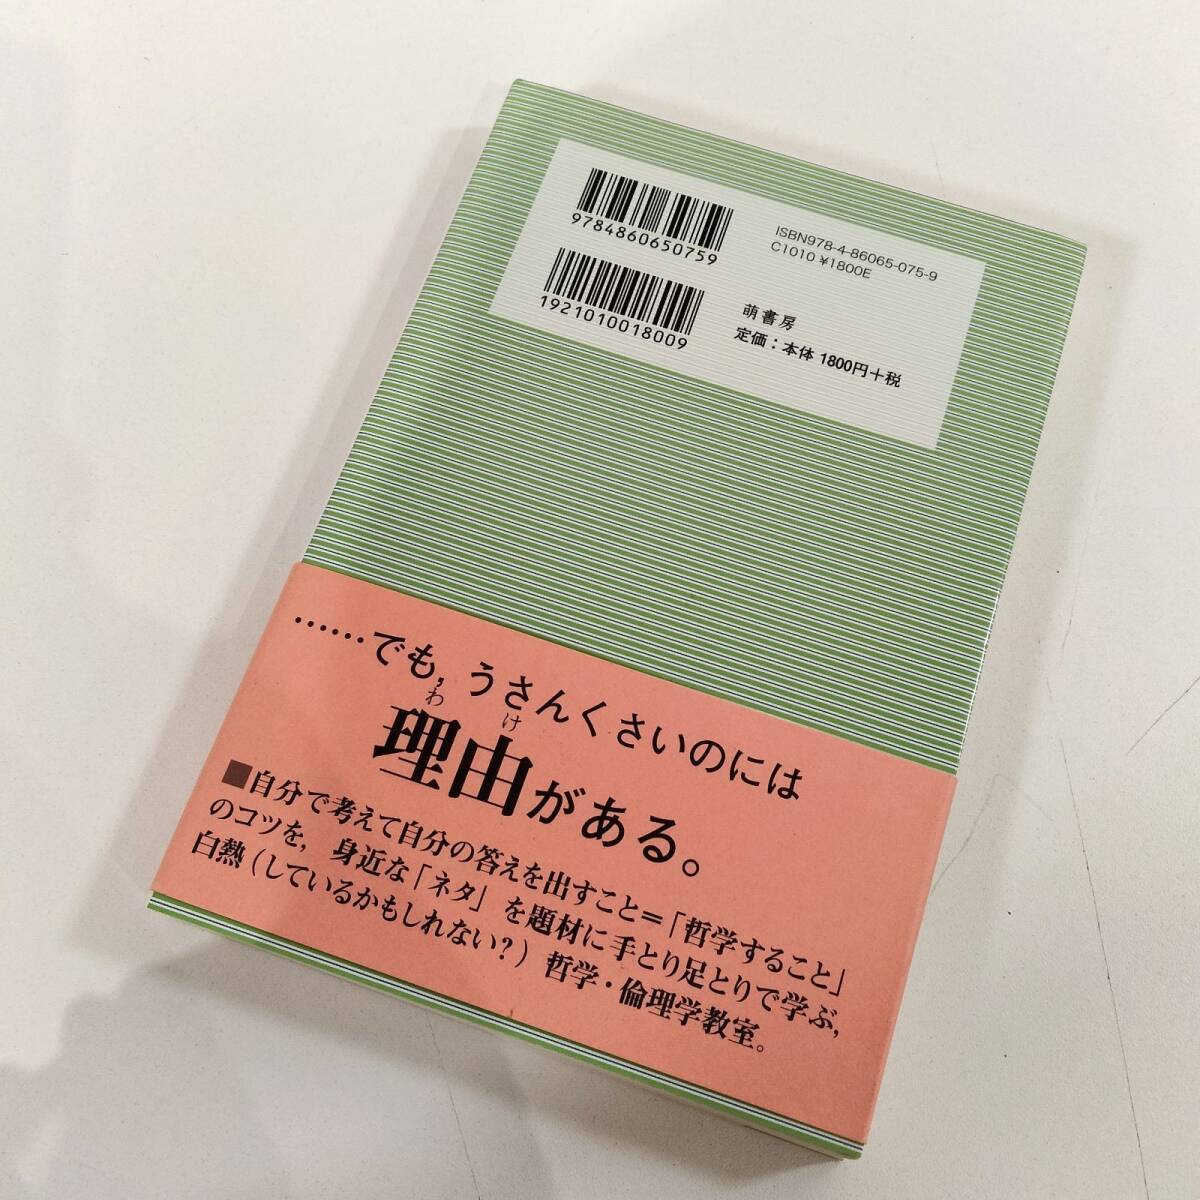 9784860650759
ISBN978-4-86065-075-9
C1010 ¥1800E
1921010018009
萌書房
定価：本体 1800円＋税
……でも，うさんくさいのには
わけ
理由がある。
■自分で考えて自分の答えを出すこと＝「哲学すること」
のコツを，身近な「ネタ」を題材に手とり足とりで学ぶ，
白熱（しているかもしれない？）哲学・倫理学教室。